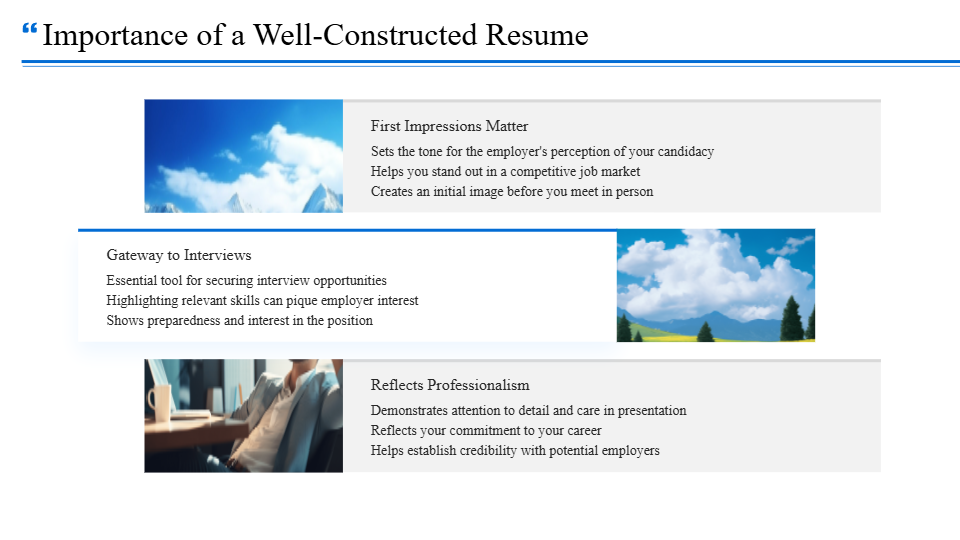 “ Importance of a Well-Constructed Resume
First Impressions Matter
Sets the tone for the employer's perception of your candidacy
Helps you stand out in a competitive job market
Creates an initial image before you meet in person
Gateway to Interviews
Essential tool for securing interview opportunities
Highlighting relevant skills can pique employer interest
Shows preparedness and interest in the position
Reflects Professionalism
Demonstrates attention to detail and care in presentation
Reflects your commitment to your career
Helps establish credibility with potential employers